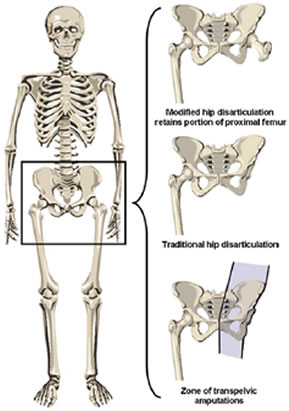 Modified hip disarticulation
retains portion of proximal femur
Traditional hip disarticulation
Zone of transpelvic
amputations